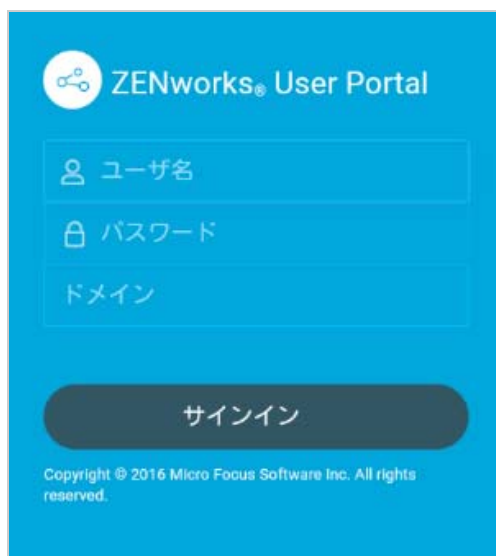 ZENworks® User Portal
ユーザ名
パスワード
ドメイン
サインイン
Copyright © 2016 Micro Focus Software Inc. All rights
reserved.